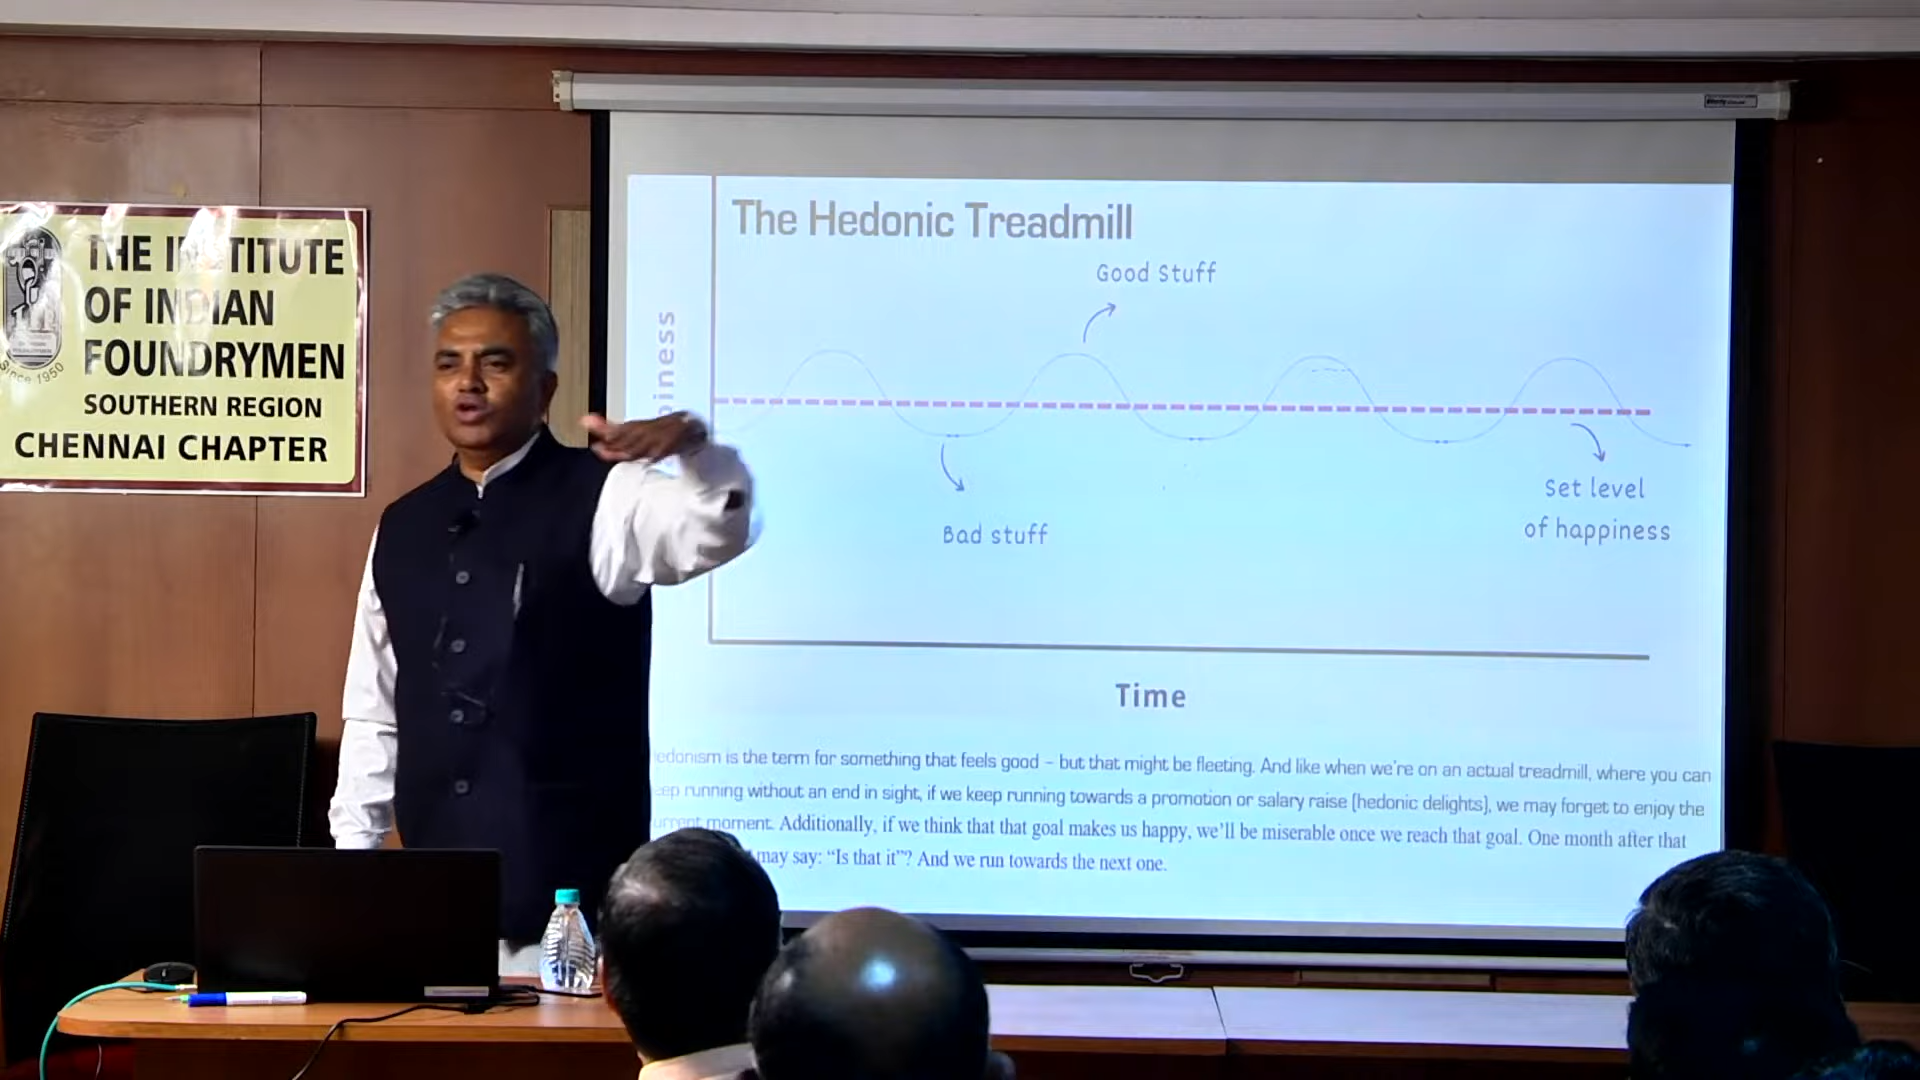 THE INSTITUTE
OF INDIAN
FOUNDRYMEN
Since 1950
SOUTHERN REGION
CHENNAI CHAPTER
The Hedonic Treadmill
Good Stuff
Bad stuff
Set level
of happiness
Time
is the term for something that feels good – but that might be fleeting. And like when we're on an actual treadmill, where you can
running without an end in sight, if we keep running towards a promotion or salary raise (hedonic delights), we may forget to enjoy the
moment. Additionally, if we think that that goal makes us happy, we'll be miserable once we reach that goal. One month after that
may say: "Is that it"? And we run towards the next one.